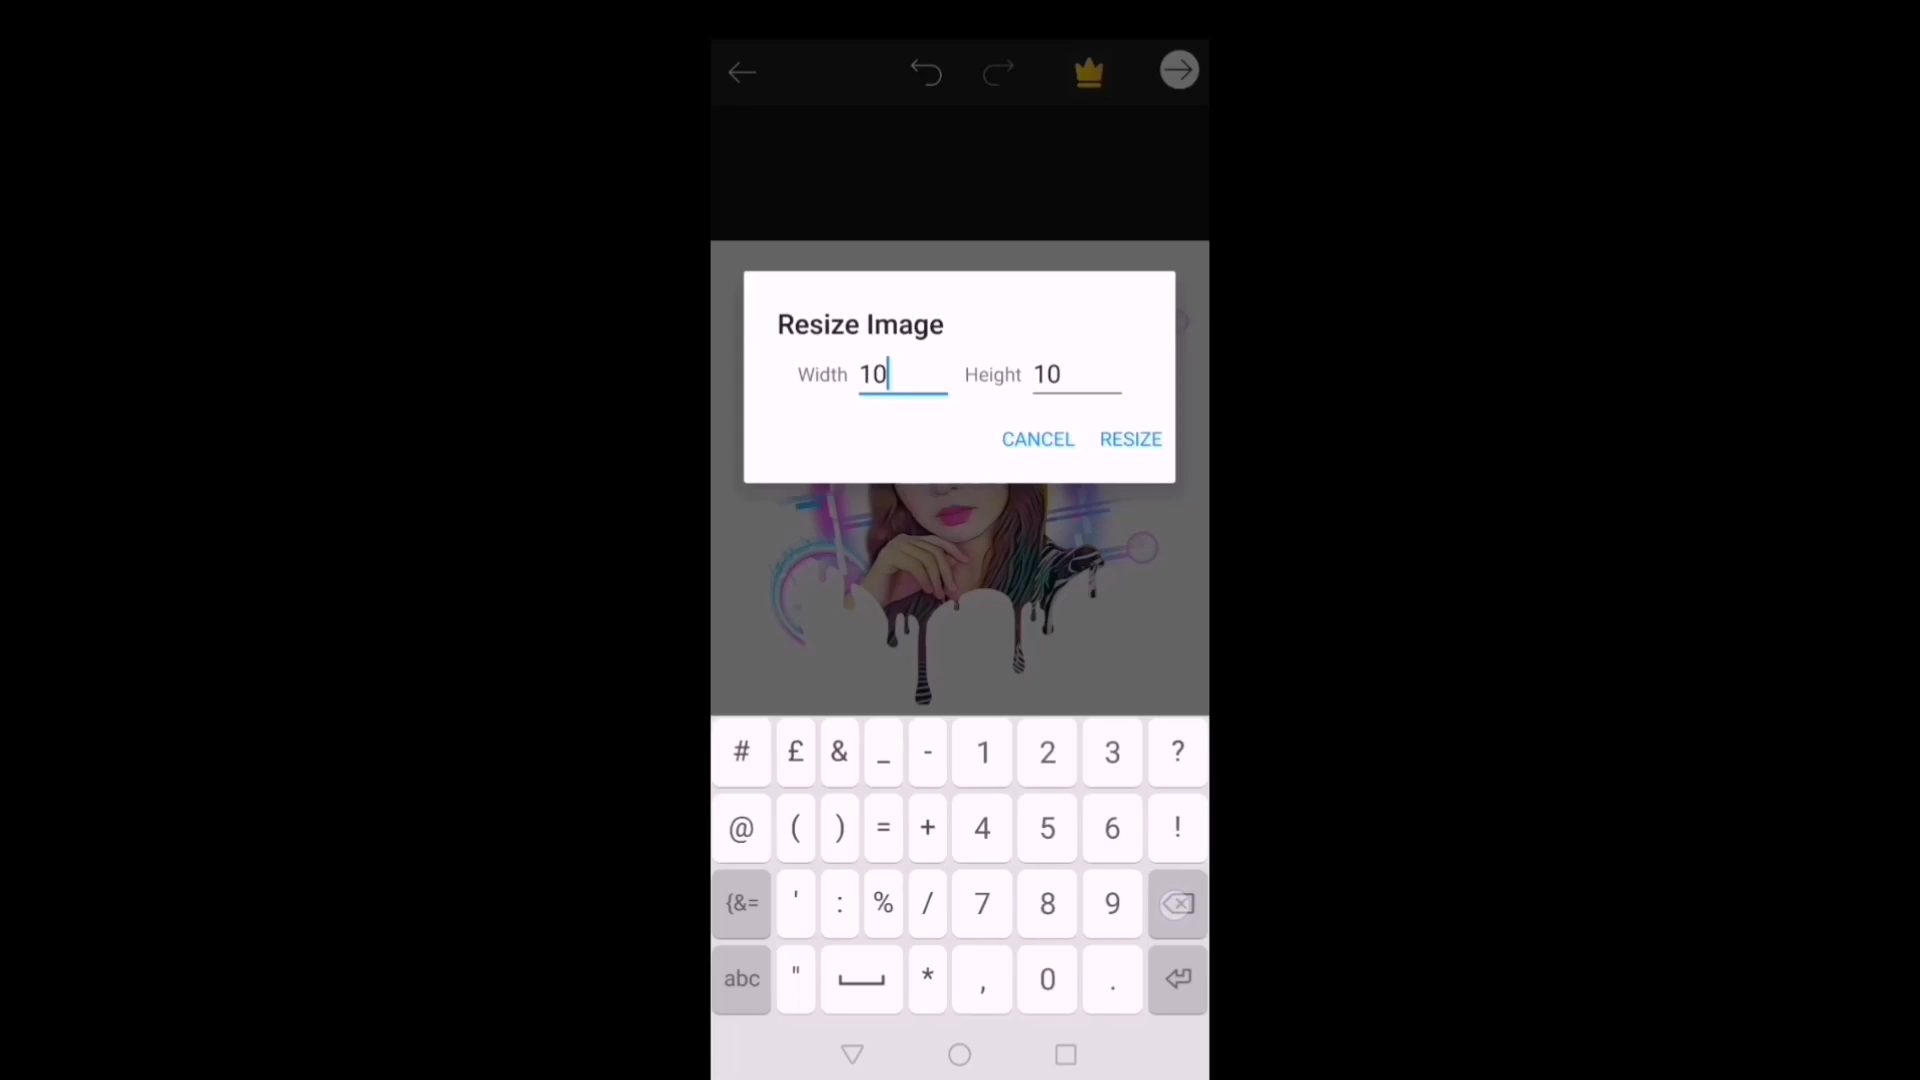 Resize Image
Width 10 Height 10
CANCEL RESIZE
# £ & _ - 1 2 3 ?
@ ( ) = + 4 5 6 !
{&= ' : % / 7 8 9
abc " * , 0 .